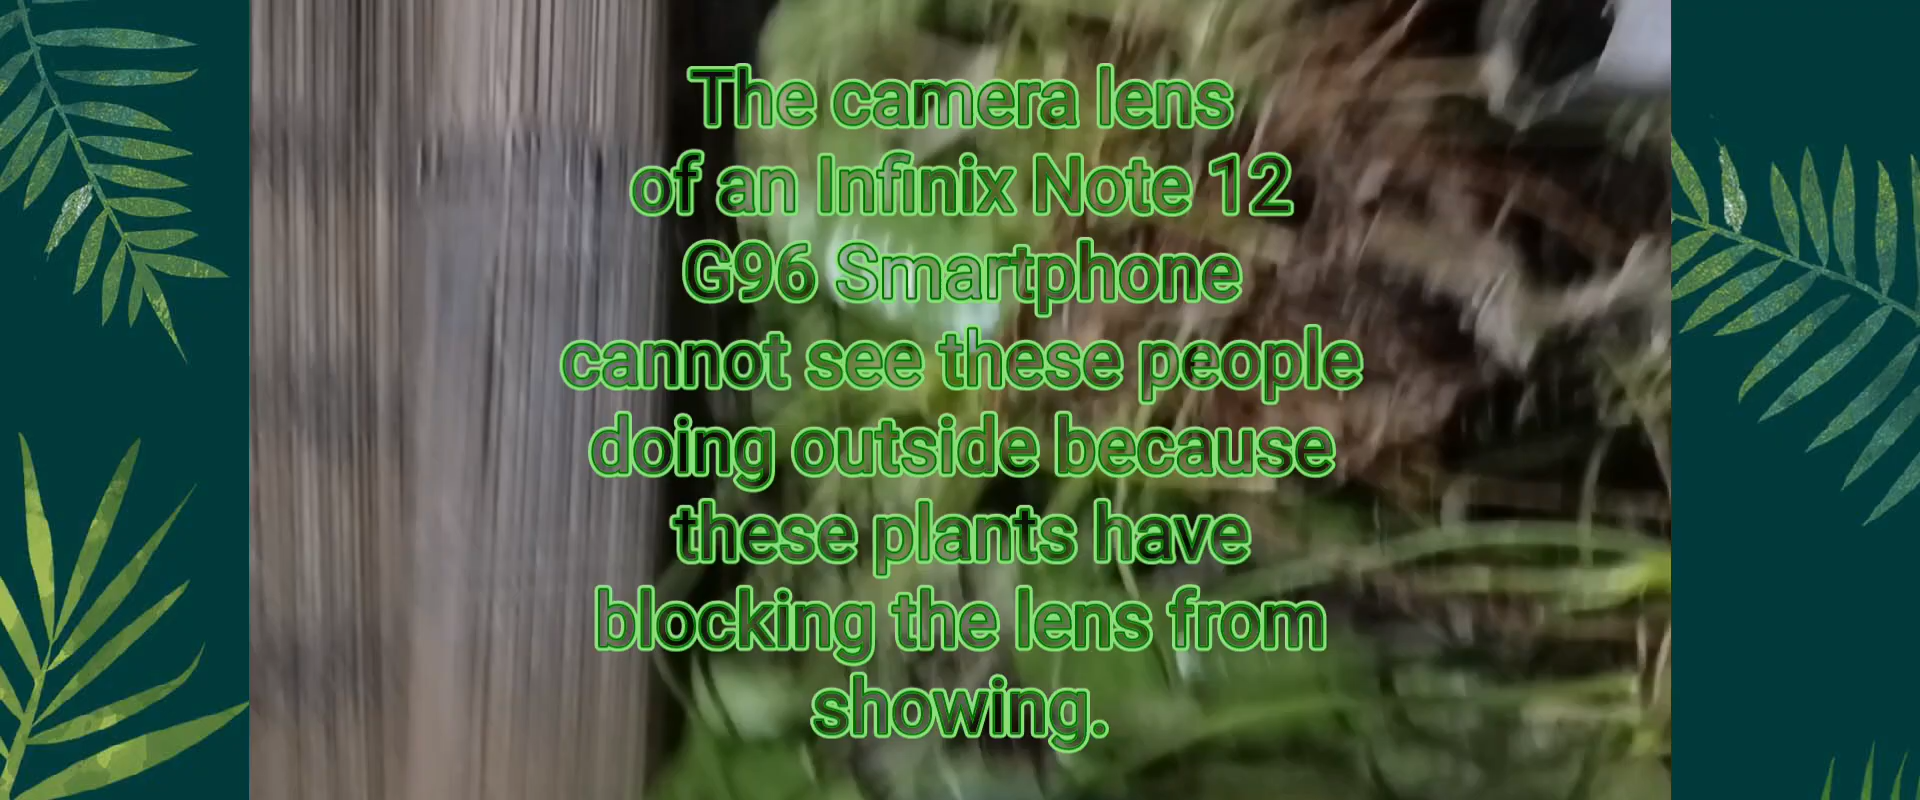 The camera lens
of an Infinix Note 12
G96 Smartphone
cannot see these people
doing outside because
these plants have
blocking the lens from
showing.